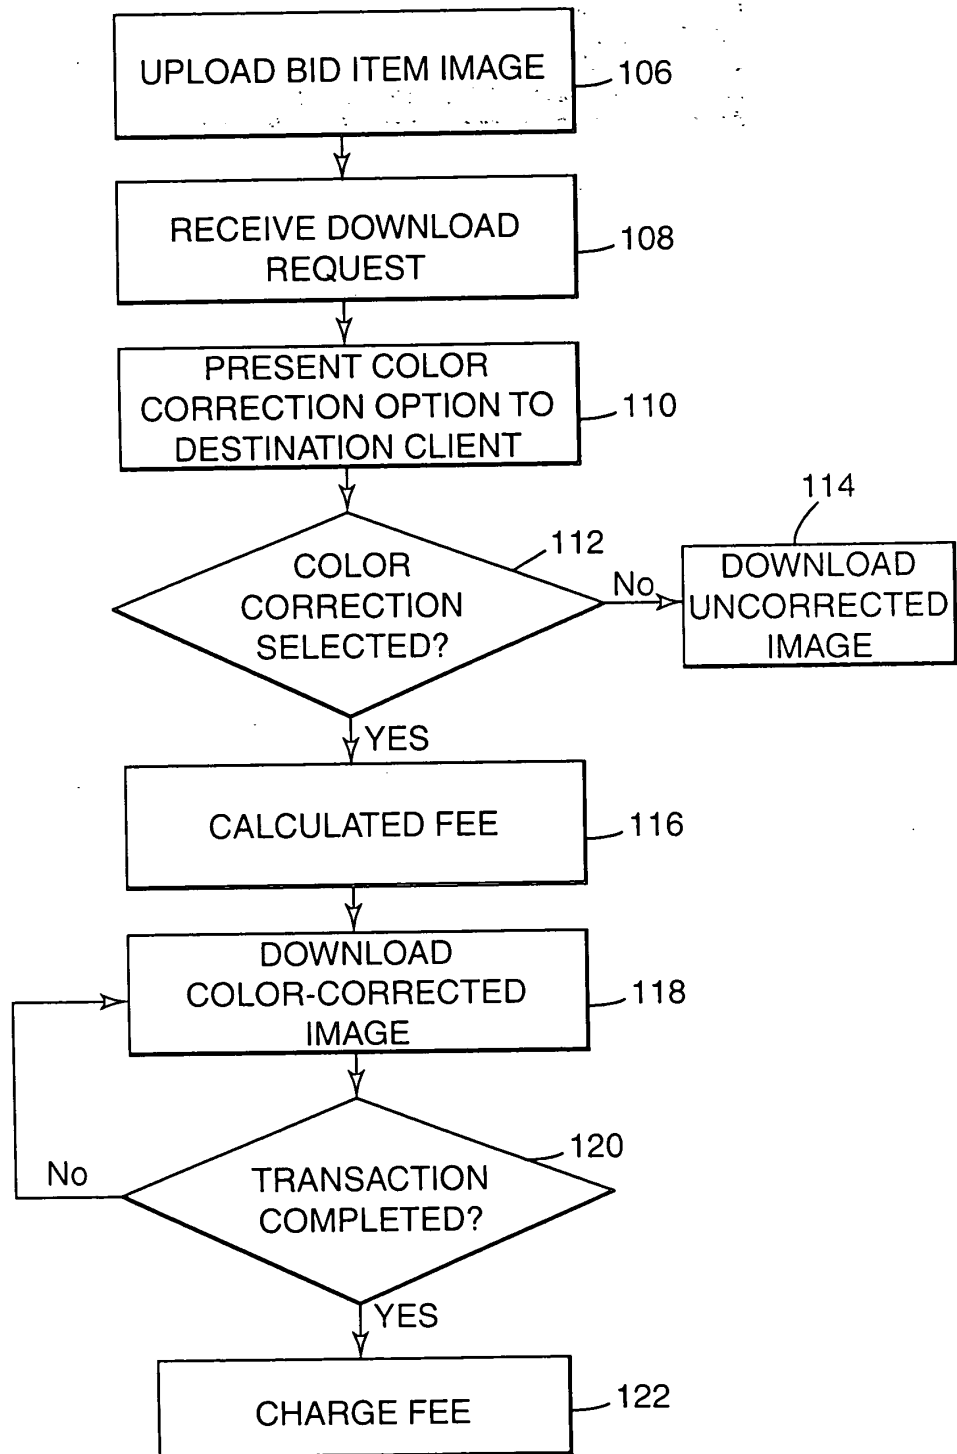 UPLOAD BID ITEM IMAGE
106
RECEIVE DOWNLOAD
REQUEST
108
PRESENT COLOR
CORRECTION OPTION TO
DESTINATION CLIENT
110
COLOR
CORRECTION
SELECTED?
112
No
114
DOWNLOAD
UNCORRECTED
IMAGE
YES
CALCULATED FEE
116
DOWNLOAD
COLOR-CORRECTED
IMAGE
118
TRANSACTION
COMPLETED?
120
No
YES
CHARGE FEE
122